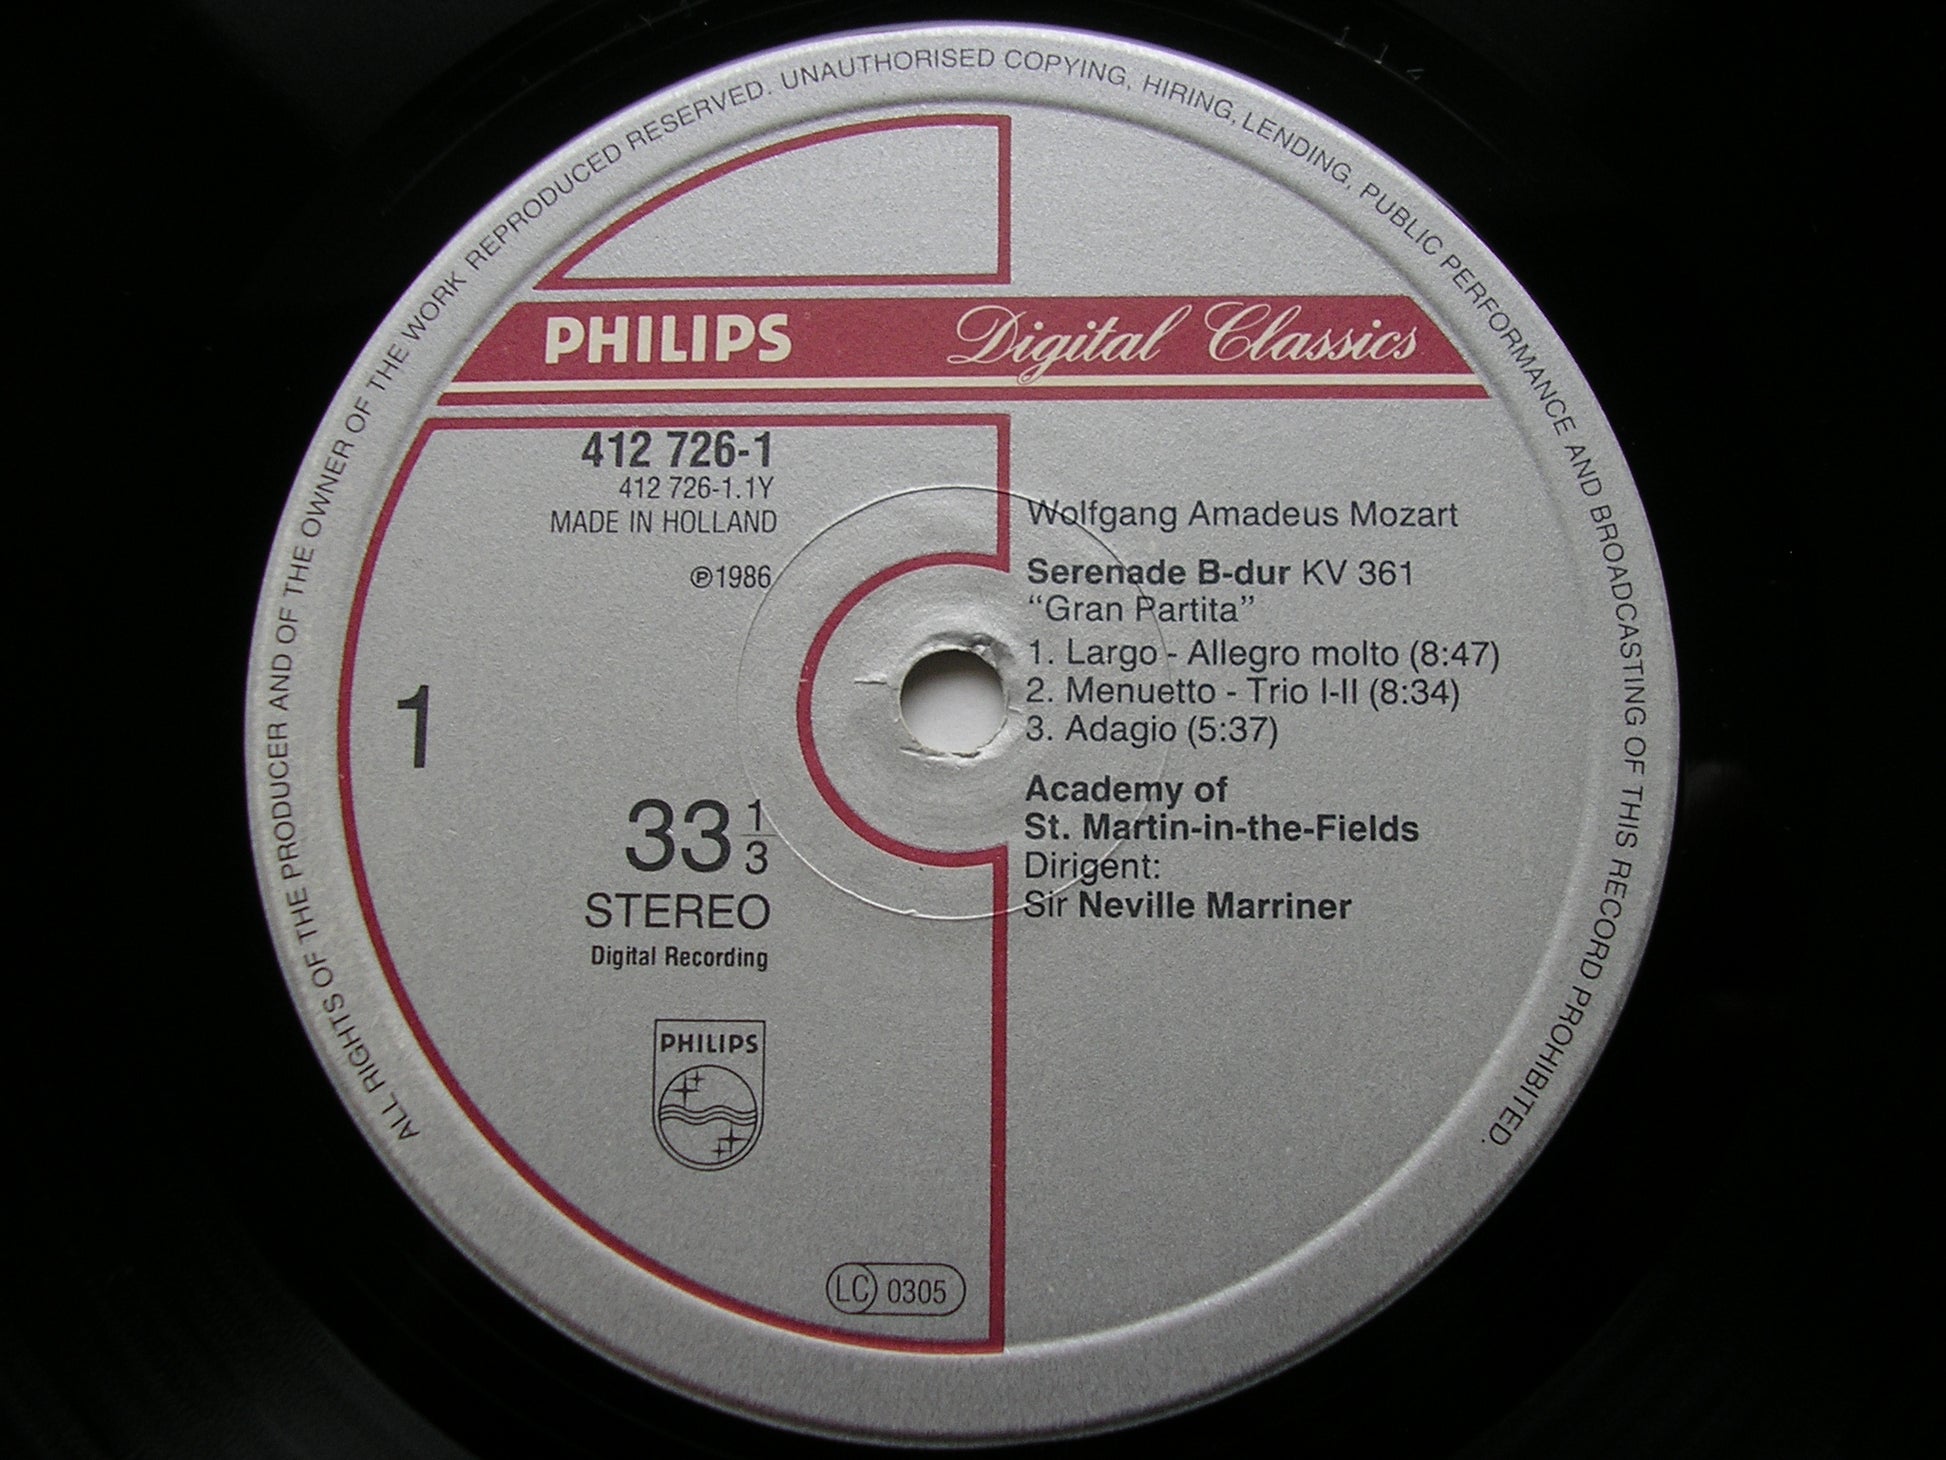 ALL RIGHTS OF THE PRODUCER AND OF THE OWNER OF THE WORK REPRODUCED RESERVED. UNAUTHORISED COPYING, HIRING, LENDING, PUBLIC PERFORMANCE AND BROADCASTING OF THIS RECORD PROHIBITED.
PHILIPS Digital Classics
412 726-1
412 726-1.1Y
MADE IN HOLLAND
℗1986
1
33 1/3
STEREO
Digital Recording
PHILIPS
LC 0305
Wolfgang Amadeus Mozart
Serenade B-dur KV 361
“Gran Partita”
1. Largo - Allegro molto (8:47)
2. Menuetto - Trio I-II (8:34)
3. Adagio (5:37)
Academy of
St. Martin-in-the-Fields
Dirigent:
Sir Neville Marriner